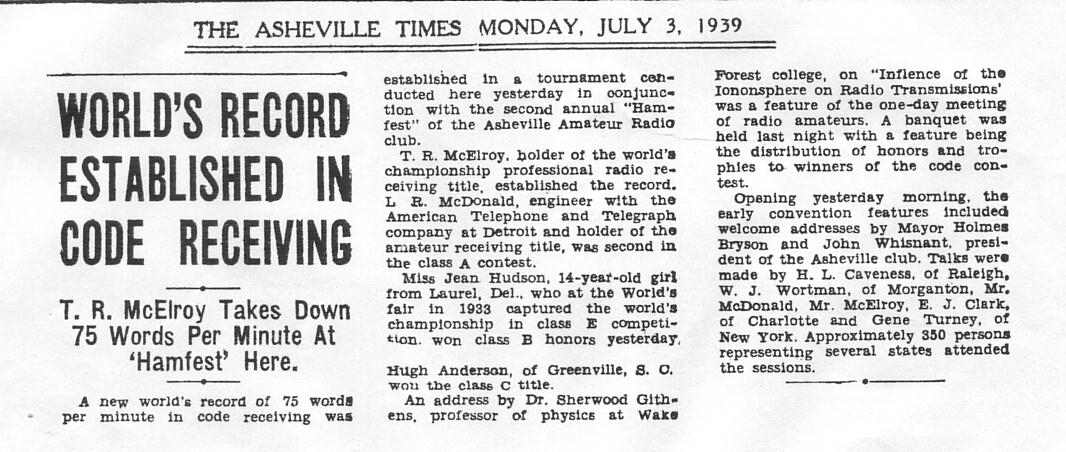 THE ASHEVILLE TIMES MONDAY, JULY 3, 1939
WORLD'S RECORD
ESTABLISHED IN
CODE RECEIVING
T. R. McElroy Takes Down
75 Words Per Minute At
'Hamfest' Here.
A new world's record of 75 words
per minute in code receiving was
established in a tournament con-
ducted here yesterday in conjunc-
tion with the second annual "Ham-
fest" of the Asheville Amateur Radio
club.
T. R. McElroy, holder of the world's
championship professional radio re-
ceiving title, established the record.
L R. McDonald, engineer with the
American Telephone and Telegraph
company at Detroit and holder of the
amateur receiving title, was second in
the class A contest.
Miss Jean Hudson, 14-year-old girl
from Laurel, Del., who at the World's
fair in 1933 captured the world's
championship in class E competi-
tion. won class B honors yesterday.
Hugh Anderson, of Greenville, S. C.
won the class C title.
An address by Dr. Sherwood Gith-
ens, professor of physics at Wake
Forest college, on "Inflence of the
Iononsphere on Radio Transmissions'
was a feature of the one-day meeting
of radio amateurs. A banquet was
held last night with a feature being
the distribution of honors and tro-
phies to winners of the code con-
test.
Opening yesterday morning, the
early convention features included
welcome addresses by Mayor Holmes
Bryson and John Whisnant, presi-
dent of the Asheville club. Talks were
made by H. L. Caveness, of Raleigh,
W. J. Wortman, of Morganton, Mr.
McDonald, Mr. McElroy, E. J. Clark,
of Charlotte and Gene Turney, of
New York. Approximately 350 persons
representing several states attended
the sessions.